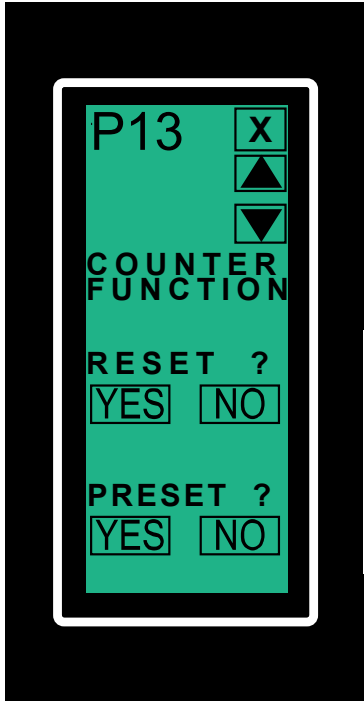 P13 X
COUNTER
FUNCTION
RESET ?
YES NO
PRESET ?
YES NO